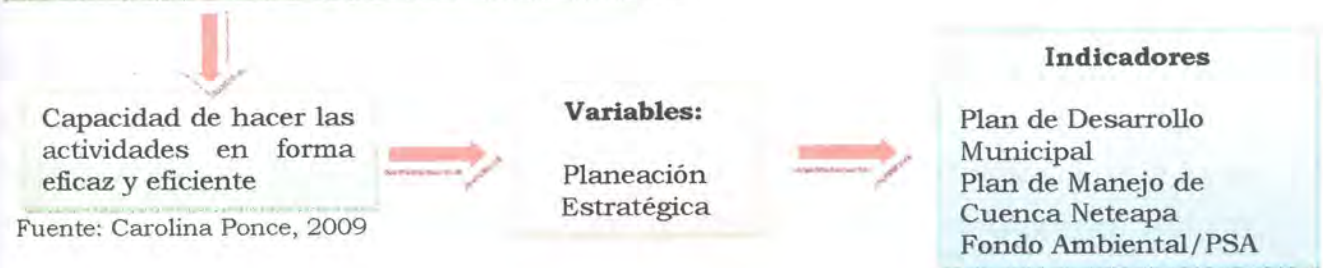 Capacidad de hacer las
actividades en forma
eficaz y eficiente
Fuente: Carolina Ponce, 2009
Variables:
Planeación
Estratégica
Indicadores
Plan de Desarrollo
Municipal
Plan de Manejo de
Cuenca Neteapa
Fondo Ambiental/PSA